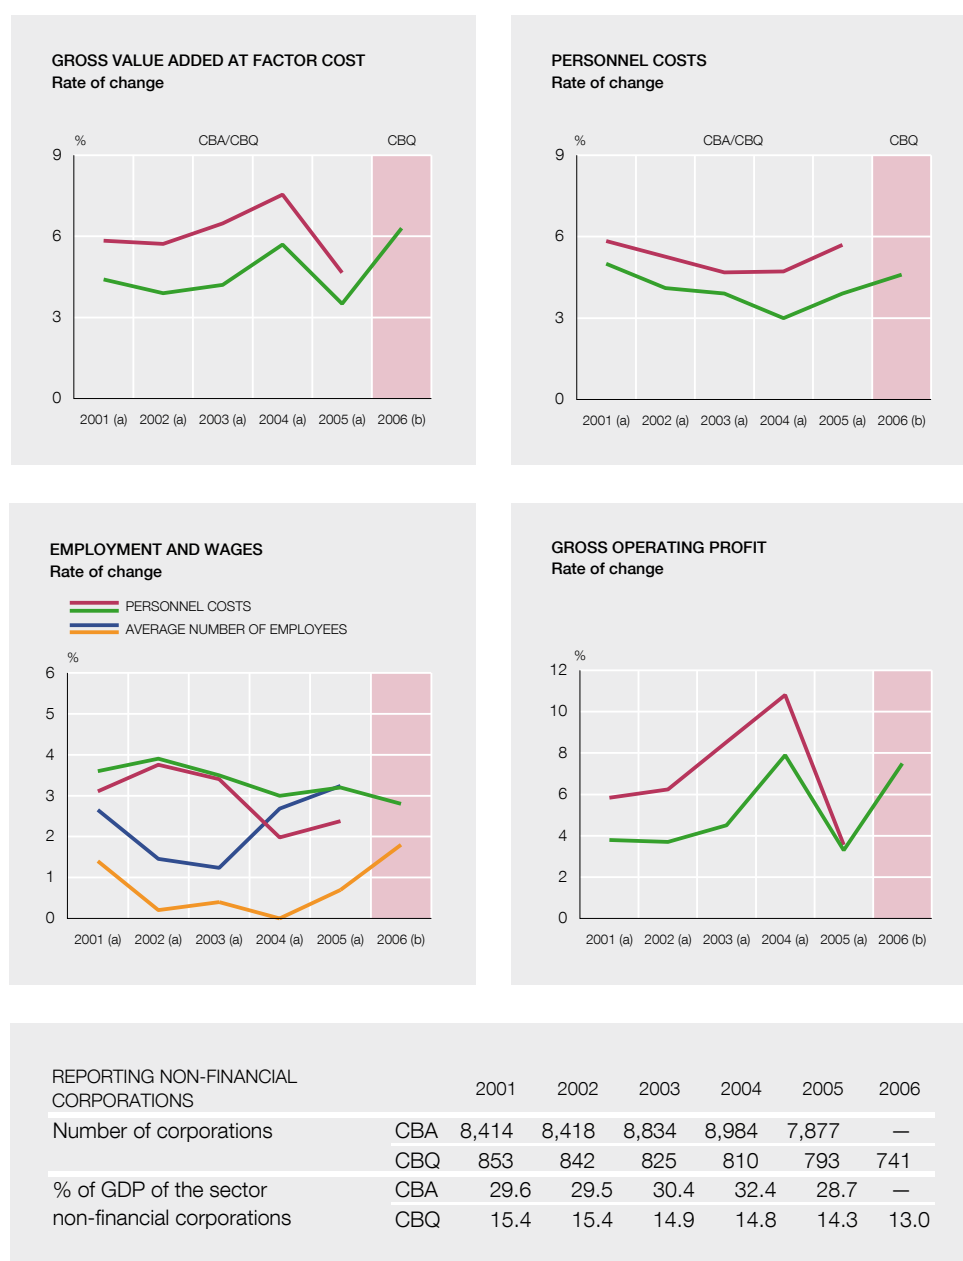 GROSS VALUE ADDED AT FACTOR COST
Rate of change
% CBA/CBQ CBQ
9
6
3
0
2001 (a) 2002 (a) 2003 (a) 2004 (a) 2005 (a) 2006 (b)
PERSONNEL COSTS
Rate of change
% CBA/CBQ CBQ
9
6
3
0
2001 (a) 2002 (a) 2003 (a) 2004 (a) 2005 (a) 2006 (b)
EMPLOYMENT AND WAGES
Rate of change
PERSONNEL COSTS
AVERAGE NUMBER OF EMPLOYEES
%
6
5
4
3
2
1
0
2001 (a) 2002 (a) 2003 (a) 2004 (a) 2005 (a) 2006 (b)
GROSS OPERATING PROFIT
Rate of change
%
12
10
8
6
4
2
0
2001 (a) 2002 (a) 2003 (a) 2004 (a) 2005 (a) 2006 (b)
REPORTING NON-FINANCIAL
CORPORATIONS
2001 2002 2003 2004 2005 2006
Number of corporations CBA 8,414 8,418 8,834 8,984 7,877 —
CBQ 853 842 825 810 793 741
% of GDP of the sector CBA 29.6 29.5 30.4 32.4 28.7 —
non-financial corporations CBQ 15.4 15.4 14.9 14.8 14.3 13.0